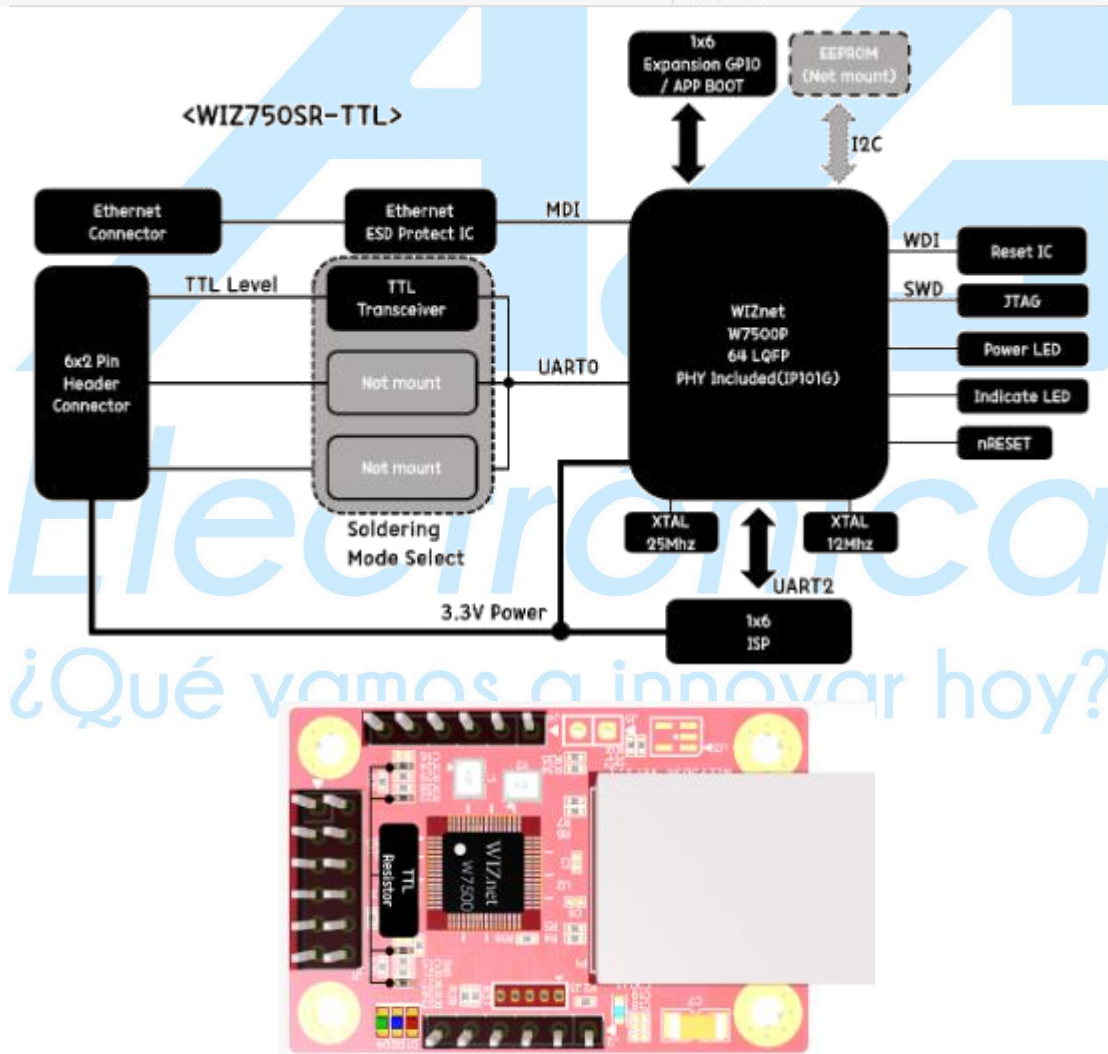 1x6
Expansion GPIO
/ APP BOOT
EEPROM
(Not mount)
<WIZ750SR-TTL>
I2C
Ethernet
Connector
Ethernet
ESD Protect IC
MDI
WDI
Reset IC
TTL Level
TTL
Transceiver
SWD
JTAG
WIZnet
W7500P
64 LQFP
PHY Included(IP101G)
6x2 Pin
Header
Connector
Not mount
UART0
Power LED
Indicate LED
nRESET
Not mount
Soldering
Mode Select
XTAL
25Mhz
XTAL
12Mhz
UART2
3.3V Power
1x6
ISP
Electrónica
¿Qué vamos a innovar hoy?
TTL
Resistor
WIZnet
W7500